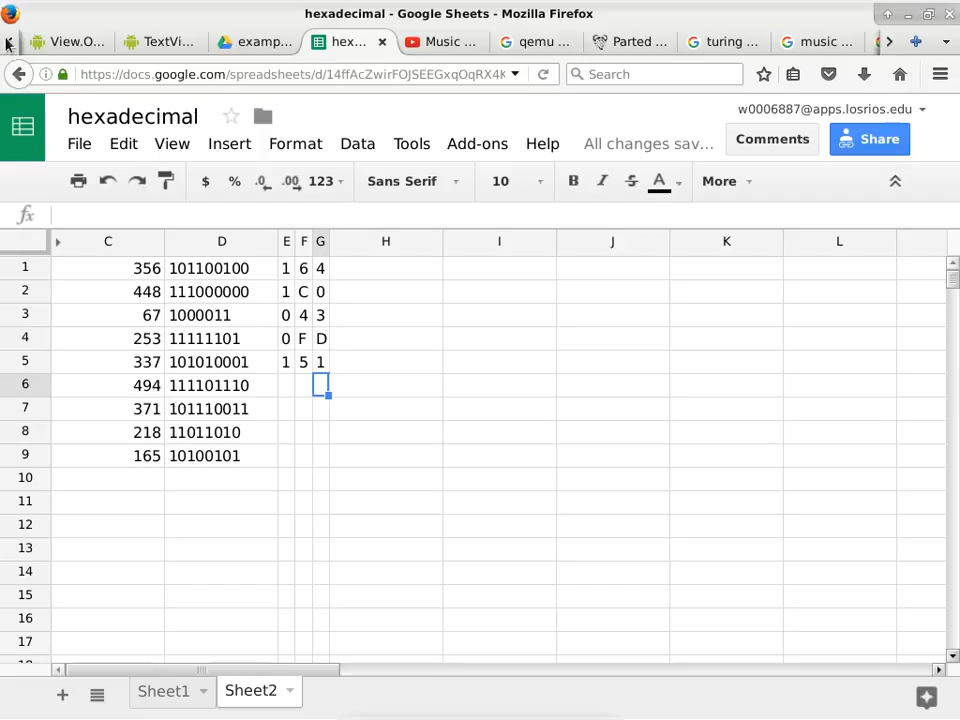 hexadecimal - Google Sheets - Mozilla Firefox
View.O... TextVi... examp... hex... Music ... qemu ... Parted ... turing ... music ...
https://docs.google.com/spreadsheets/d/14ffAcZwirFOJSEEGxqOqRX4K Search
hexadecimal
w0006887@apps.losrios.edu
File Edit View Insert Format Data Tools Add-ons Help All changes sav... Comments Share
$ % .0 .00 123 Sans Serif 10 B I S A More
fx
C D E F G H I J K L
1 356 101100100 1 6 4
2 448 111000000 1 C 0
3 67 1000011 0 4 3
4 253 11111101 0 F D
5 337 101010001 1 5 1
6 494 111101110
7 371 101110011
8 218 11011010
9 165 10100101
10
11
12
13
14
15
16
17
Sheet1 Sheet2